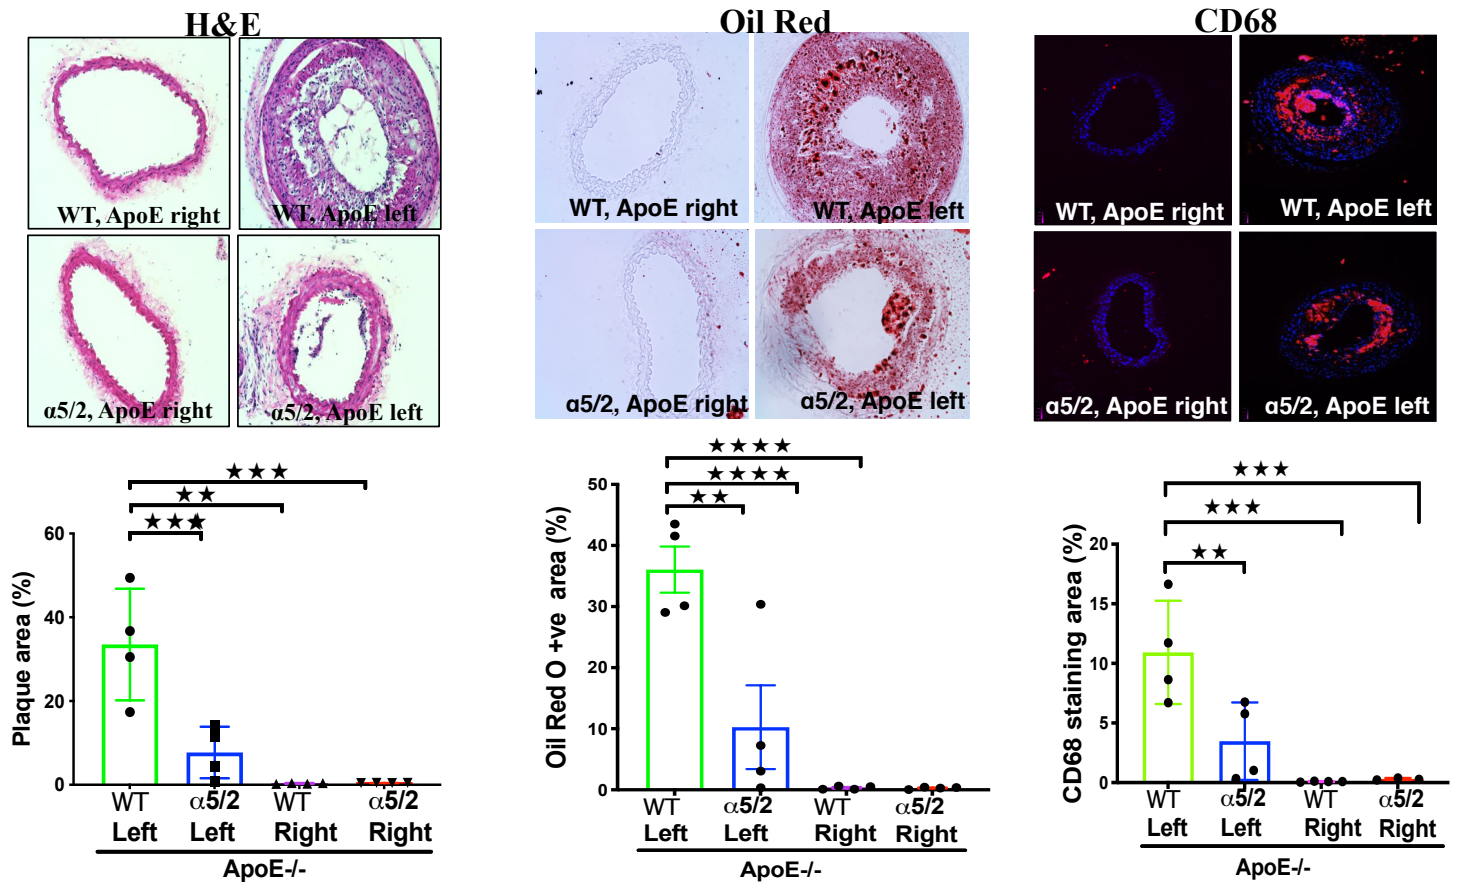 H&E
WT, ApoE right
WT, ApoE left
α5/2, ApoE right
α5/2, ApoE left
★★★
★★
★★★
Plaque area (%)
60
40
20
0
WT α5/2 WT α5/2
Left Left Right Right
ApoE-/-
Oil Red
WT, ApoE right
WT, ApoE left
α5/2, ApoE right
α5/2, ApoE left
★★★★
★★★★
★★
Oil Red O +ve area (%)
50
40
30
20
10
0
WT α5/2 WT α5/2
Left Left Right Right
ApoE-/-
CD68
WT, ApoE right
WT, ApoE left
α5/2, ApoE right
α5/2, ApoE left
★★★
★★★
★★
CD68 staining area (%)
20
15
10
5
0
WT α5/2 WT α5/2
Left Left Right Right
ApoE-/-